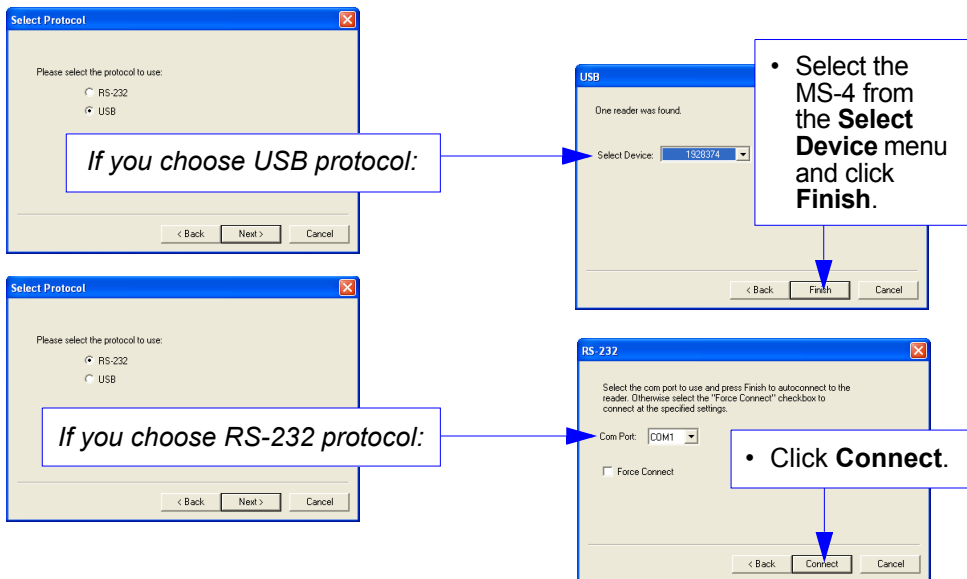 Select Protocol
Please select the protocol to use:
RS-232
USB
If you choose USB protocol:
< Back Next > Cancel
USB
One reader was found.
Select Device: 1928374
• Select the
MS-4 from
the Select
Device menu
and click
Finish.
< Back Finish Cancel
Select Protocol
Please select the protocol to use:
RS-232
USB
If you choose RS-232 protocol:
< Back Next > Cancel
RS-232
Select the com port to use and press Finish to autoconnect to the
reader. Otherwise select the "Force Connect" checkbox to
connect at the specified settings.
Com Port: COM1
Force Connect
• Click Connect.
< Back Connect Cancel